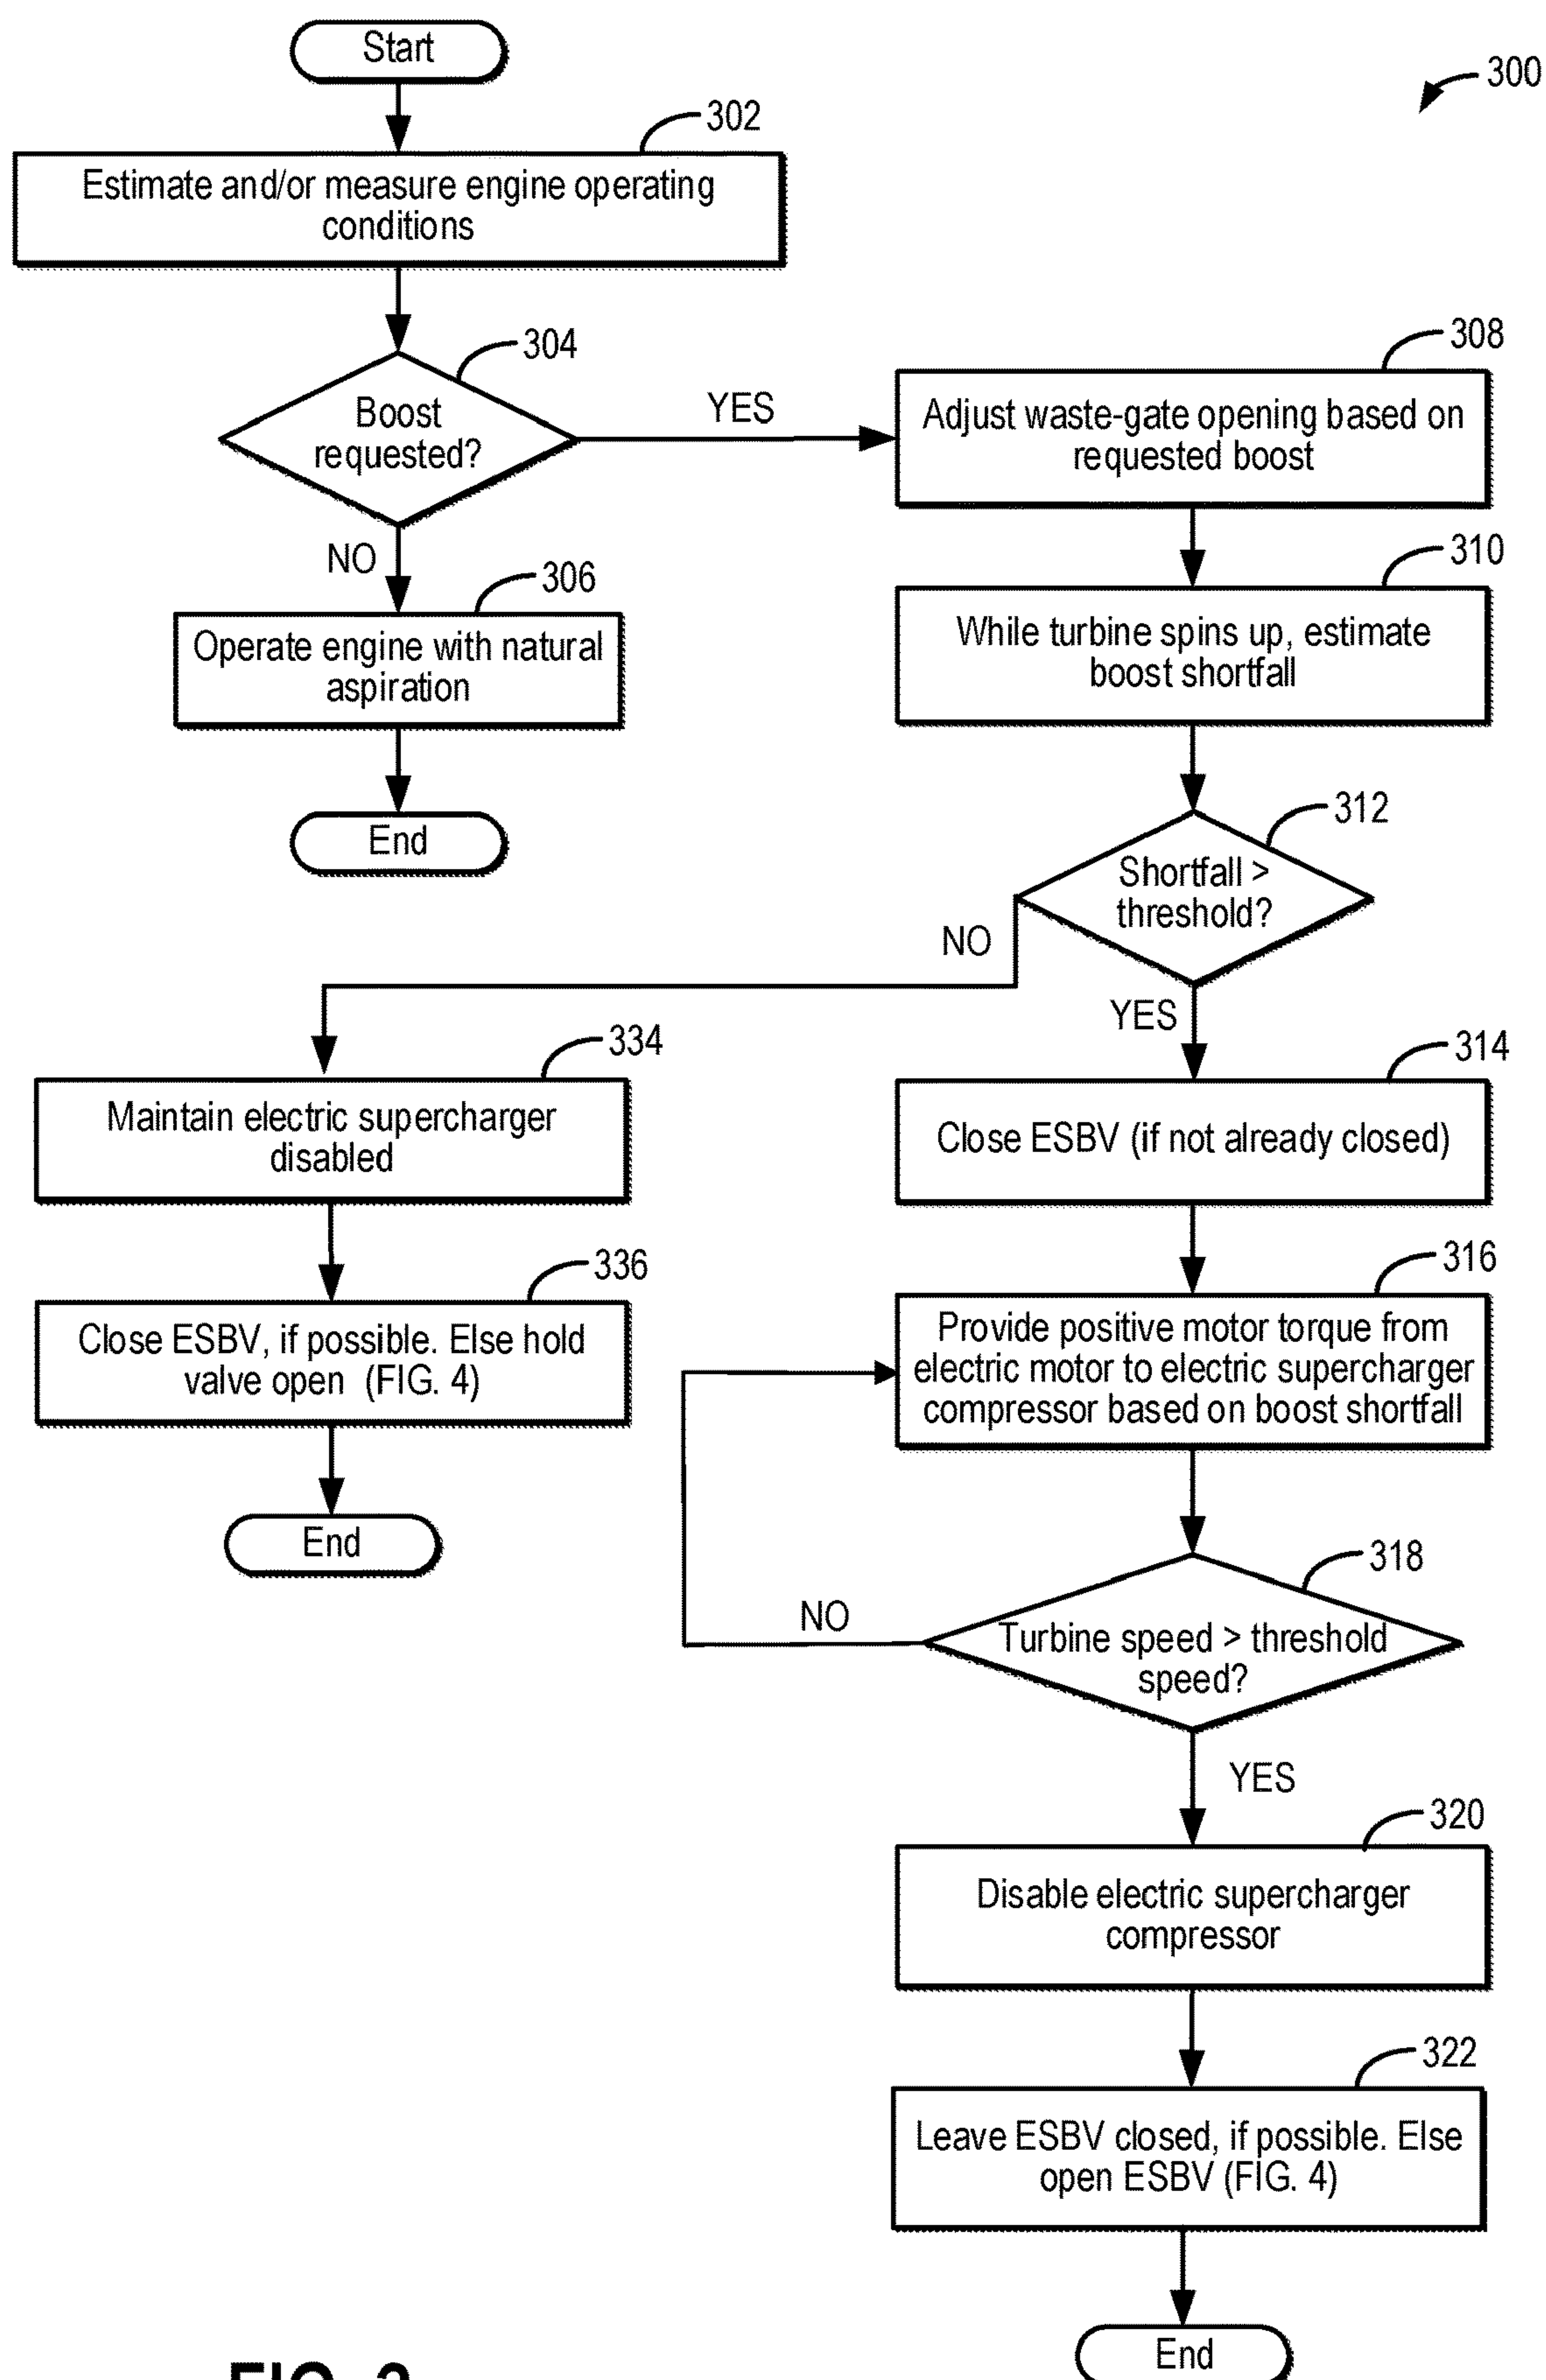 Start
300
302
Estimate and/or measure engine operating
conditions
304
Boost
requested?
YES
308
Adjust waste-gate opening based on
requested boost
NO
306
Operate engine with natural
aspiration
End
310
While turbine spins up, estimate
boost shortfall
312
Shortfall >
threshold?
NO
YES
334
Maintain electric supercharger
disabled
336
Close ESBV, if possible. Else hold
valve open (FIG. 4)
End
314
Close ESBV (if not already closed)
316
Provide positive motor torque from
electric motor to electric supercharger
compressor based on boost shortfall
318
Turbine speed > threshold
speed?
NO
YES
320
Disable electric supercharger
compressor
322
Leave ESBV closed, if possible. Else
open ESBV (FIG. 4)
End
FIG.